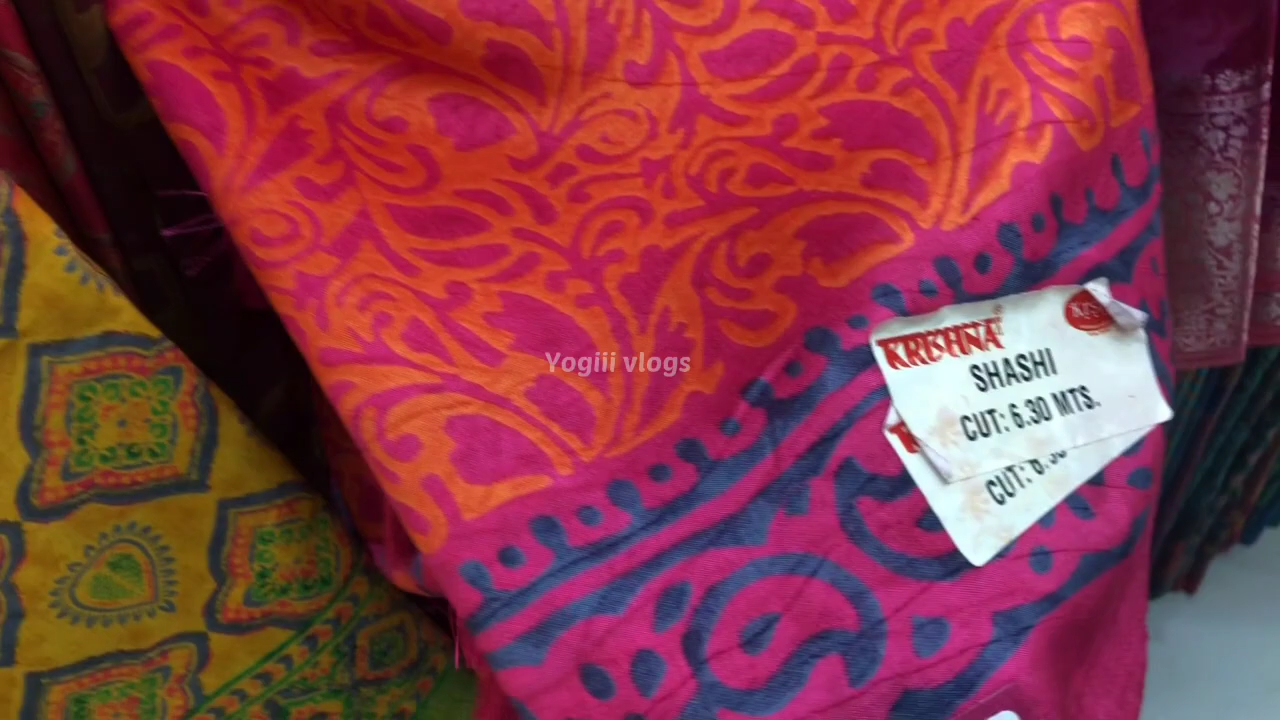 KRISHNA
SHASHI
CUT: 6.30 MTS.
CUT:
Yogiii vlogs